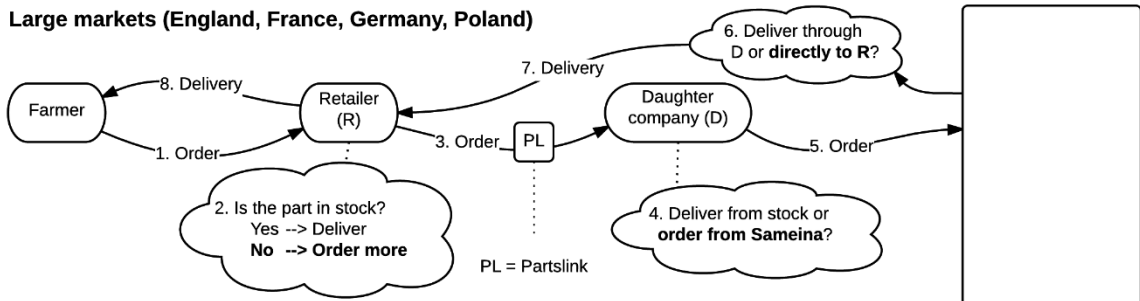 Large markets (England, France, Germany, Poland)
6. Deliver through
D or directly to R?
7. Delivery
8. Delivery
Farmer
Retailer
(R)
Daughter
company (D)
1. Order
3. Order
PL
5. Order
2. Is the part in stock?
Yes --> Deliver
No --> Order more
4. Deliver from stock or
order from Sameina?
PL = Partslink